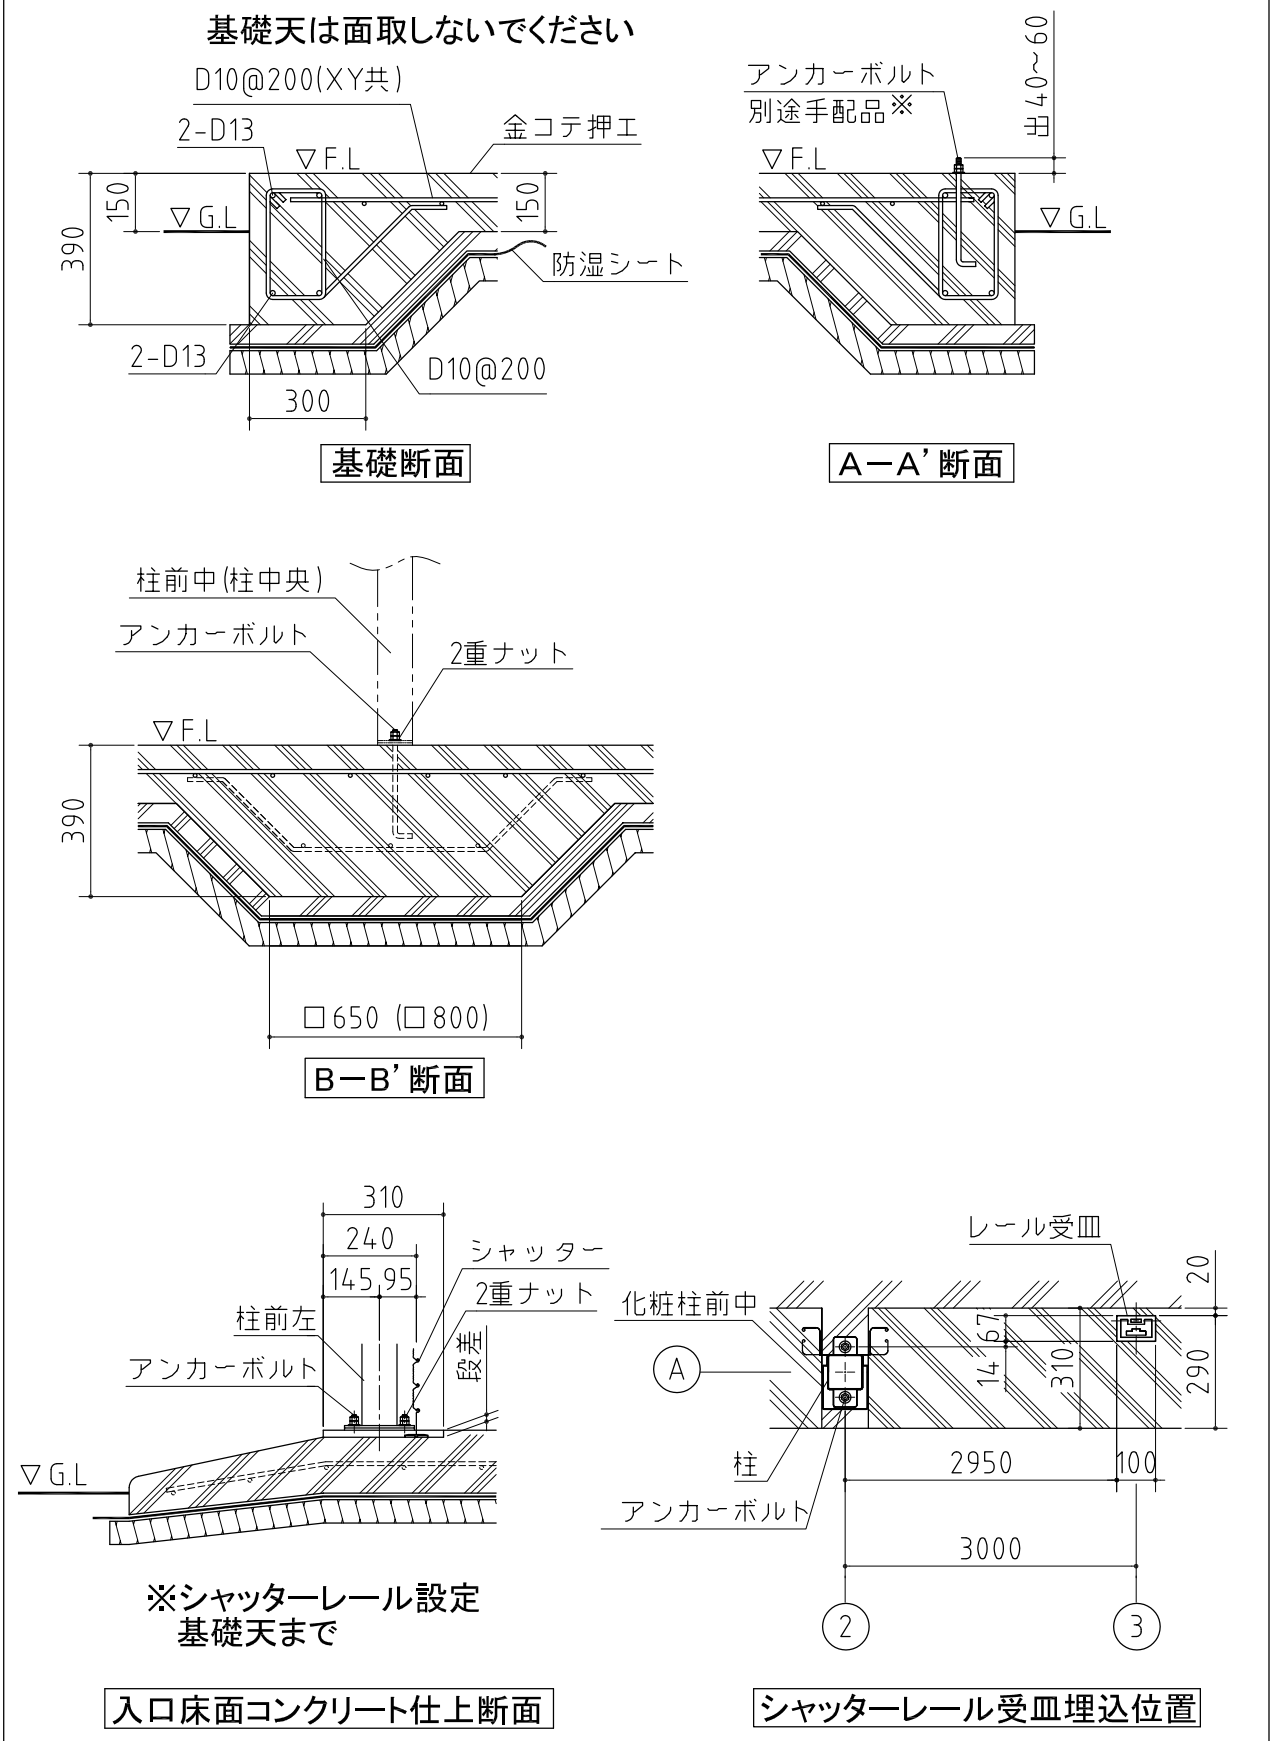 基礎天は面取しないでください
D10@200(XY共)
2-D13
▽F.L
金コテ押エ
150
▽G.L
390
150
防湿シート
2-D13
D10@200
300
基礎断面
アンカーボルト
別途手配品※
出40〜60
▽F.L
▽G.L
A−A’断面
柱前中(柱中央)
アンカーボルト
2重ナット
▽F.L
390
□650 (□800)
B−B’断面
310
240
145 95
シャッター
2重ナット
柱前左
アンカーボルト
段差
▽G.L
※シャッターレール設定
基礎天まで
入口床面コンクリート仕上断面
レール受皿
20
化粧柱前中
67
14
310
290
A
柱
2950
100
アンカーボルト
3000
2
3
シャッターレール受皿埋込位置